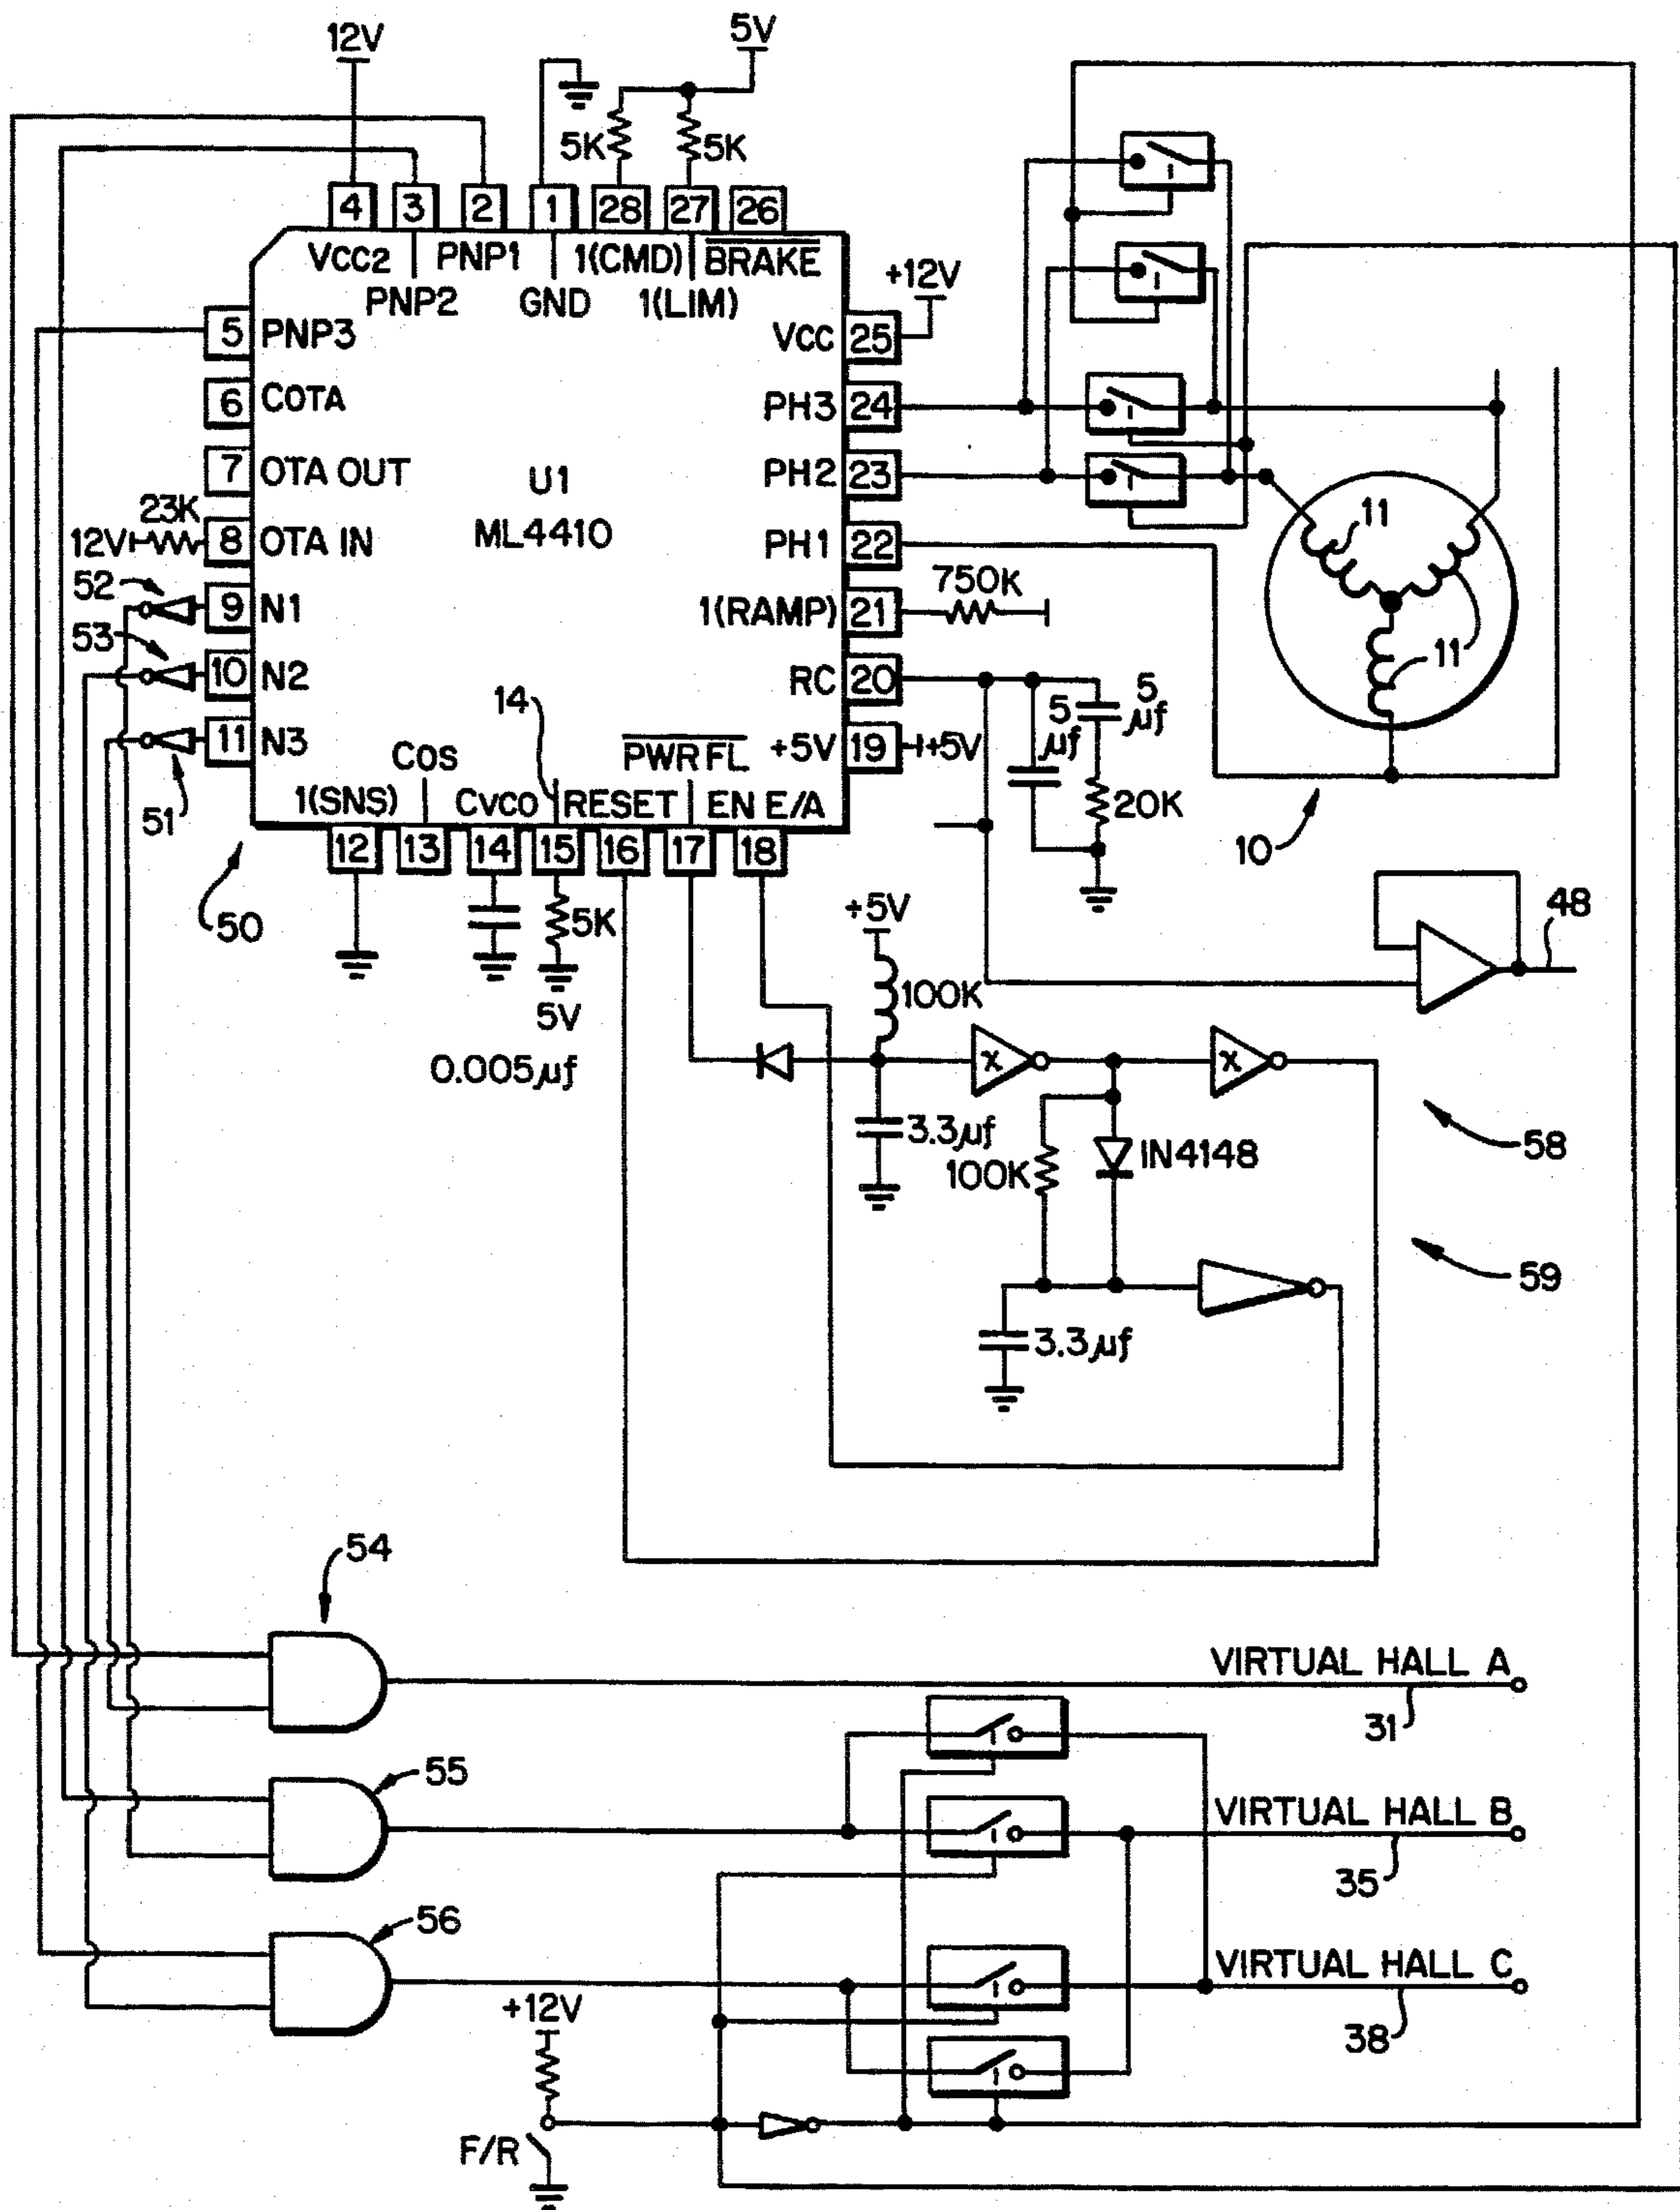 12V
5V
5K
5K
4
3
2
1
28
27
26
VCC2
PNP1
1(CMD)
BRAKE
PNP2
GND
1(LIM)
+12V
5
PNP3
VCC
25
6
COTA
PH3
24
7
OTA OUT
U1
PH2
23
23K
12V
8
OTA IN
ML4410
PH1
22
11
52
750K
9
N1
1(RAMP)
21
53
11
10
N2
RC
20
14
5
µf
5
µf
11
N3
COS
PWR FL
+5V
19
+5V
1(SNS)
CVCO
RESET
EN E/A
20K
51
12
13
14
15
16
17
18
10
50
5K
+5V
48
100K
5V
0.005µf
X
X
3.3µf
58
100K
IN4148
59
3.3µf
54
VIRTUAL HALL A
31
55
VIRTUAL HALL B
35
56
VIRTUAL HALL C
+12V
38
F/R